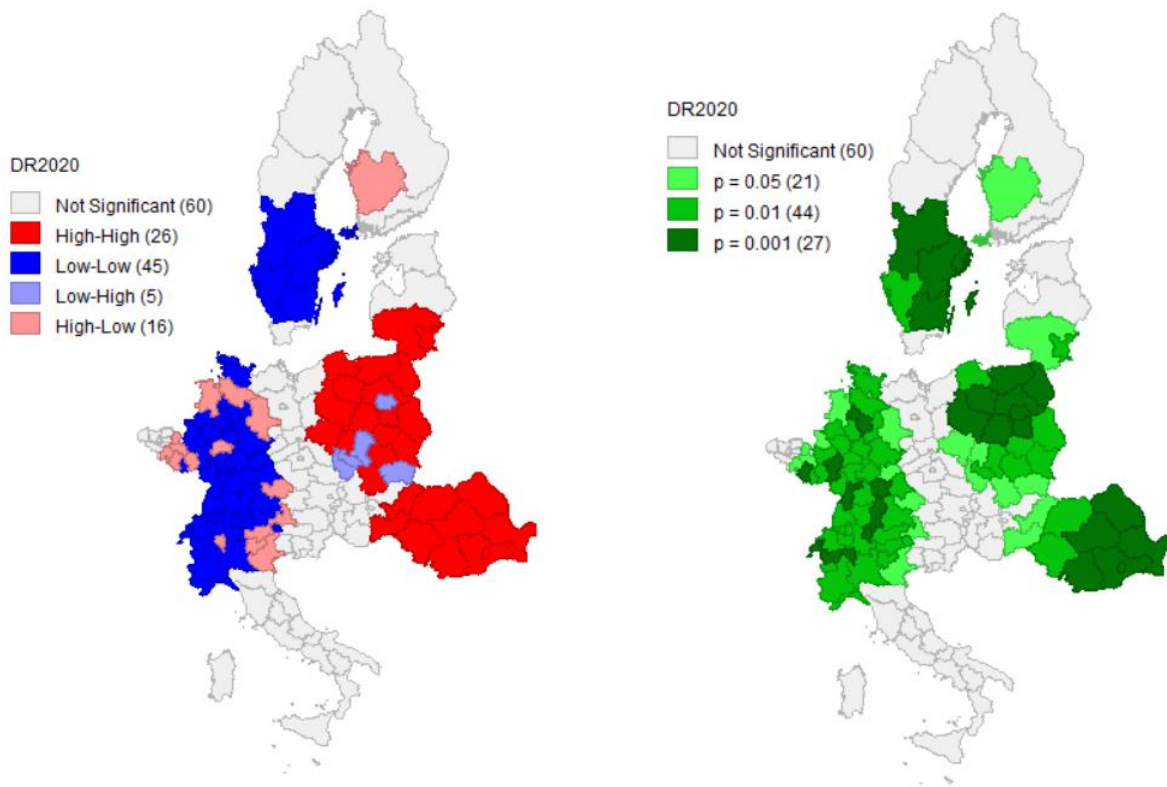 DR2020
Not Significant (60)
High-High (26)
Low-Low (45)
Low-High (5)
High-Low (16)
DR2020
Not Significant (60)
p = 0.05 (21)
p = 0.01 (44)
p = 0.001 (27)